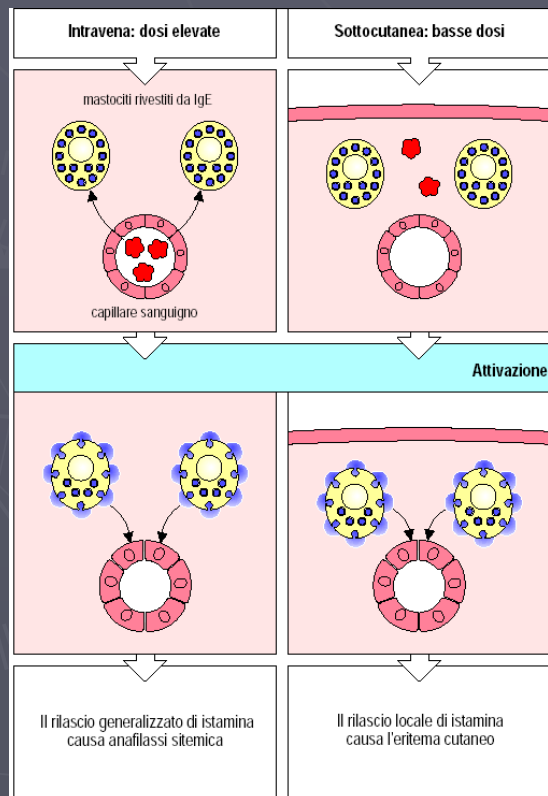 Intravena: dosi elevate
Sottocutanea: basse dosi
mastociti rivestiti da IgE
capillare sanguigno
Attivazione
Il rilascio generalizzato di istamina
causa anafilassi sitemica
Il rilascio locale di istamina
causa l'eritema cutaneo